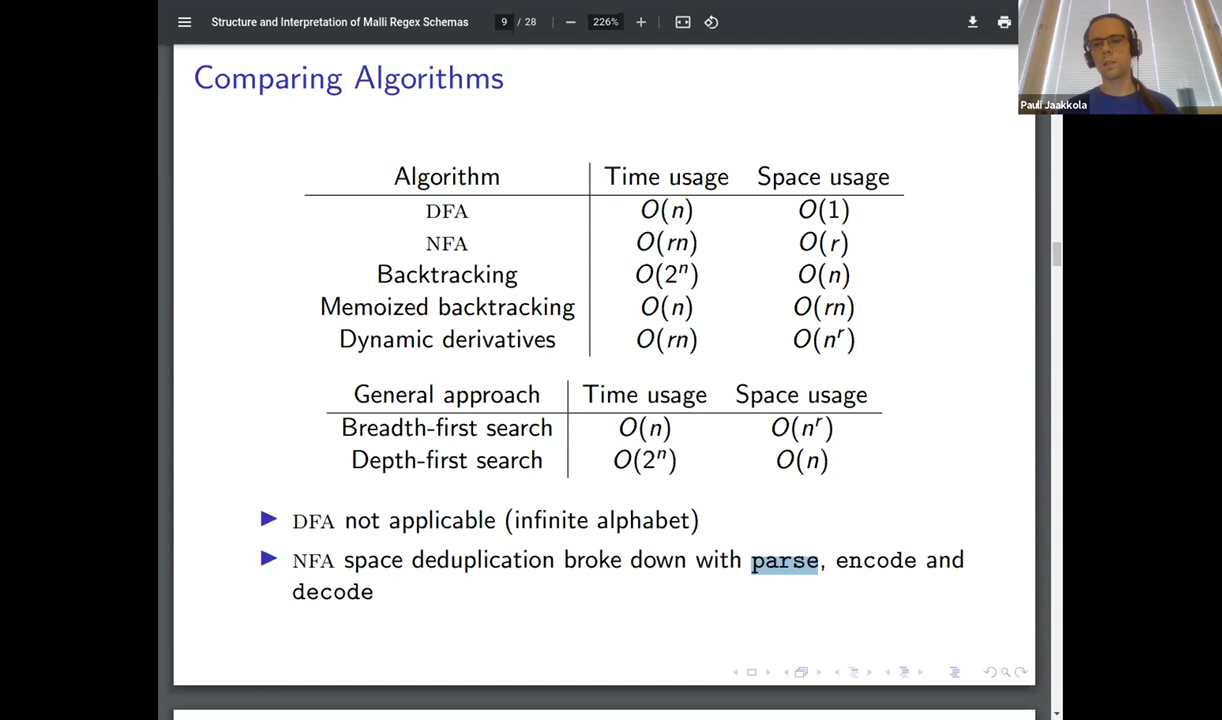 Structure and Interpretation of Malli Regex Schemas 9 / 28 226%
Pauli Jaakkola
Comparing Algorithms
Algorithm Time usage Space usage
DFA O(n) O(1)
NFA O(rn) O(r)
Backtracking O(2ⁿ) O(n)
Memoized backtracking O(n) O(rn)
Dynamic derivatives O(rn) O(nʳ)
General approach Time usage Space usage
Breadth-first search O(n) O(nʳ)
Depth-first search O(2ⁿ) O(n)
DFA not applicable (infinite alphabet)
NFA space deduplication broke down with parse, encode and
decode